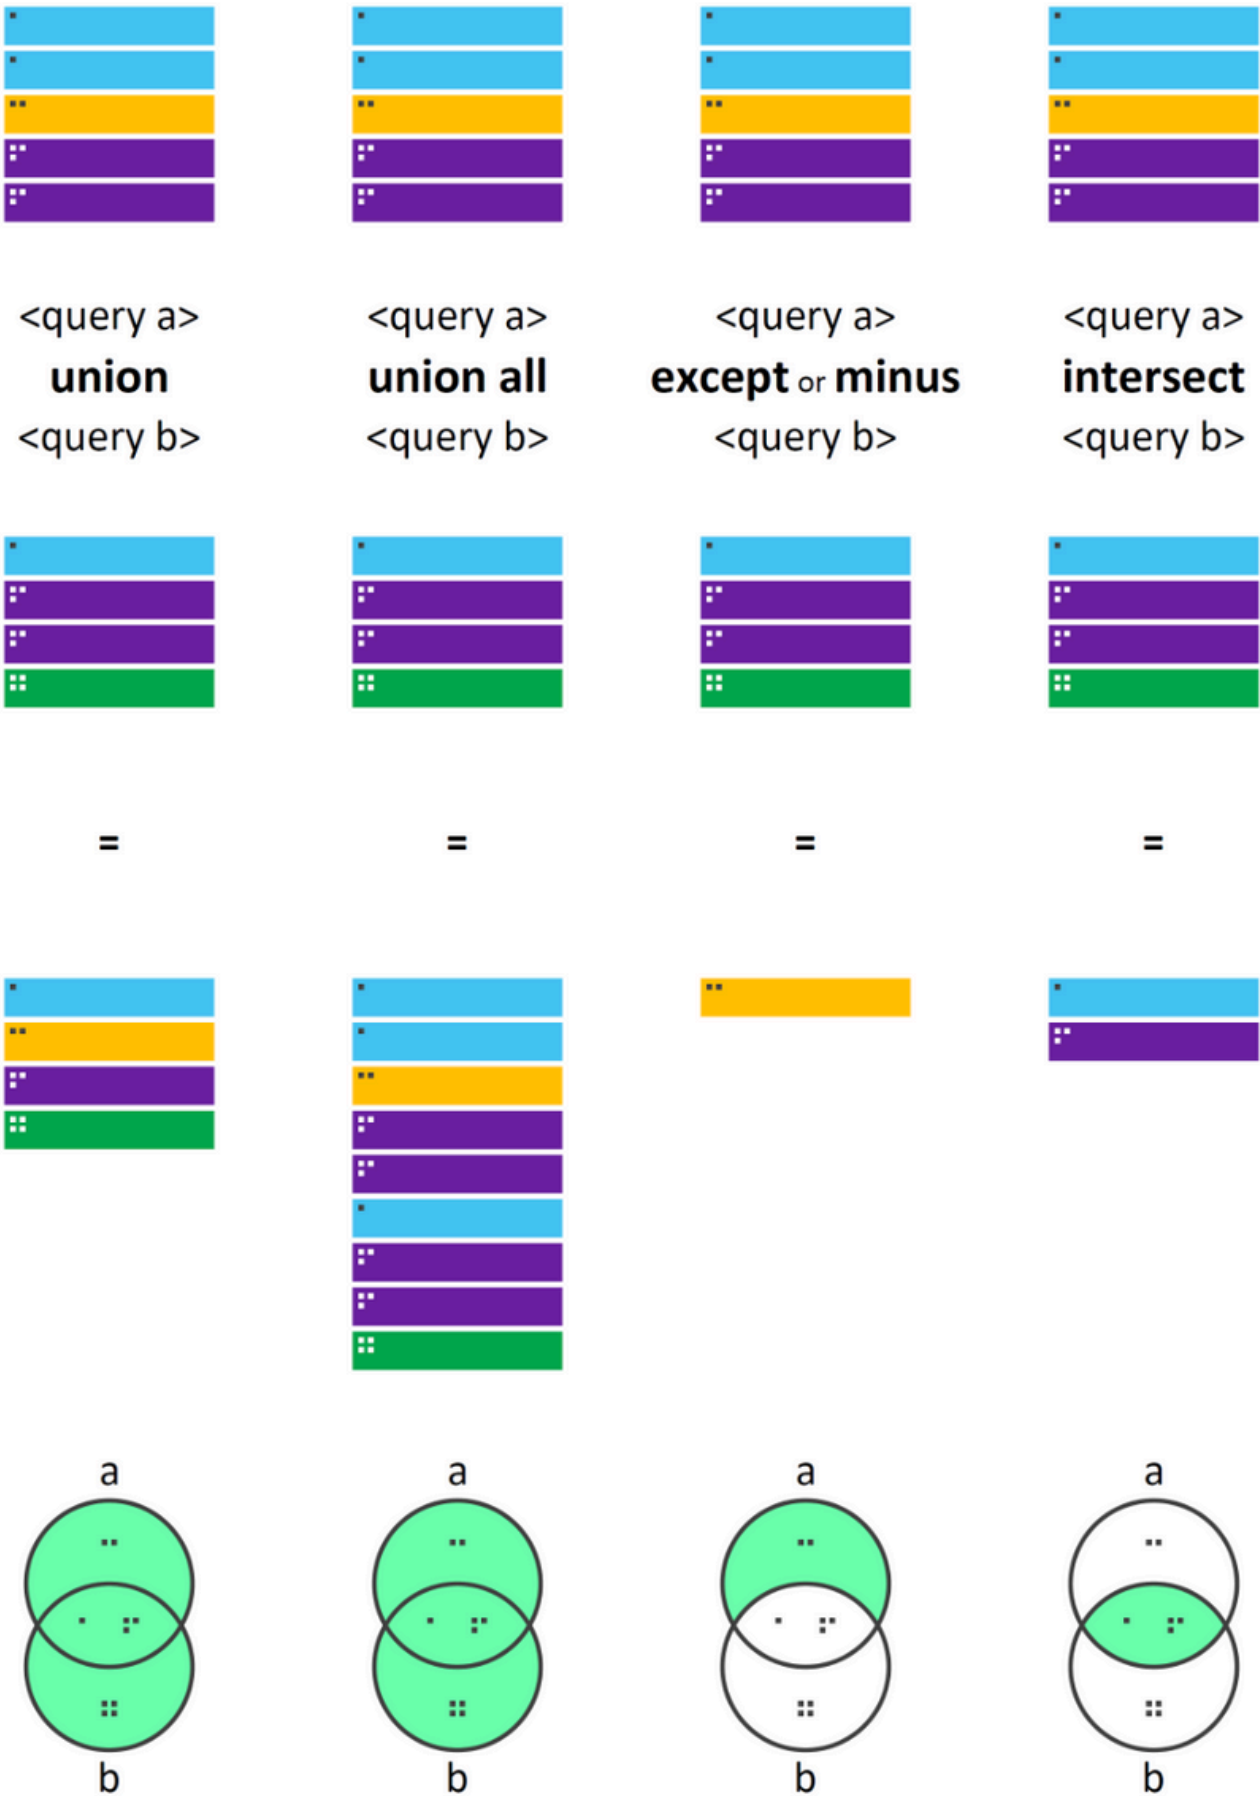 <query a> <query a> <query a> <query a>
union union all except or minus intersect
<query b> <query b> <query b> <query b>
= = = =
a a a a
b b b b